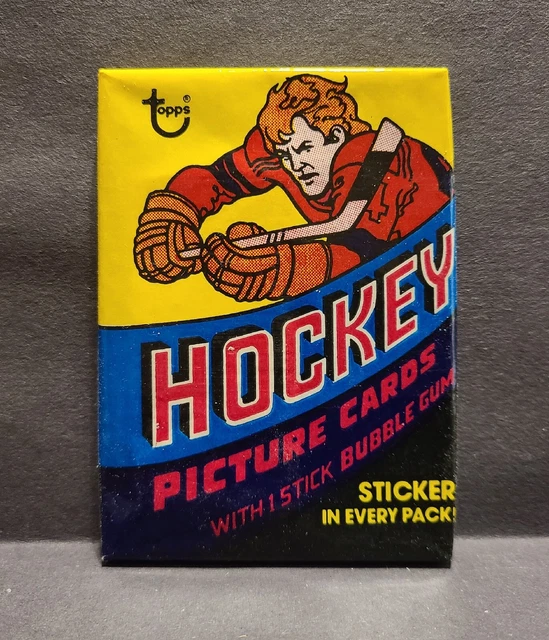 topps®
HOCKEY
PICTURE CARDS
WITH 1 STICK BUBBLE GUM
STICKER
IN EVERY PACK!